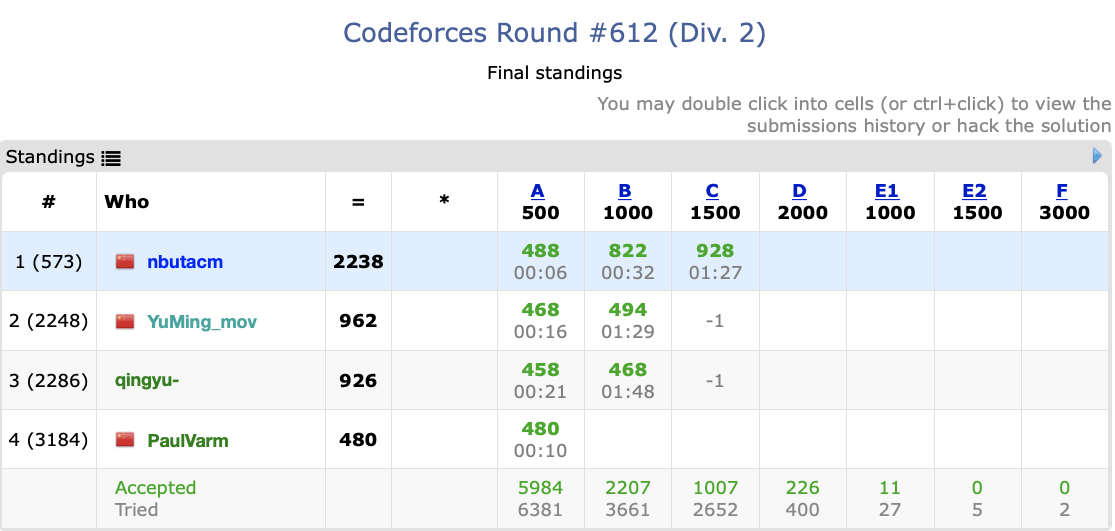 Codeforces Round #612 (Div. 2)
Final standings
You may double click into cells (or ctrl+click) to view the
submissions history or hack the solution
Standings
# Who = * A B C D E1 E2 F
500 1000 1500 2000 1000 1500 3000
1 (573) nbutacm 2238 488 822 928
00:06 00:32 01:27
2 (2248) YuMing_mov 962 468 494 -1
00:16 01:29
3 (2286) qingyu- 926 458 468 -1
00:21 01:48
4 (3184) PaulVarm 480 480
00:10
Accepted 5984 2207 1007 226 11 0 0
Tried 6381 3661 2652 400 27 5 2